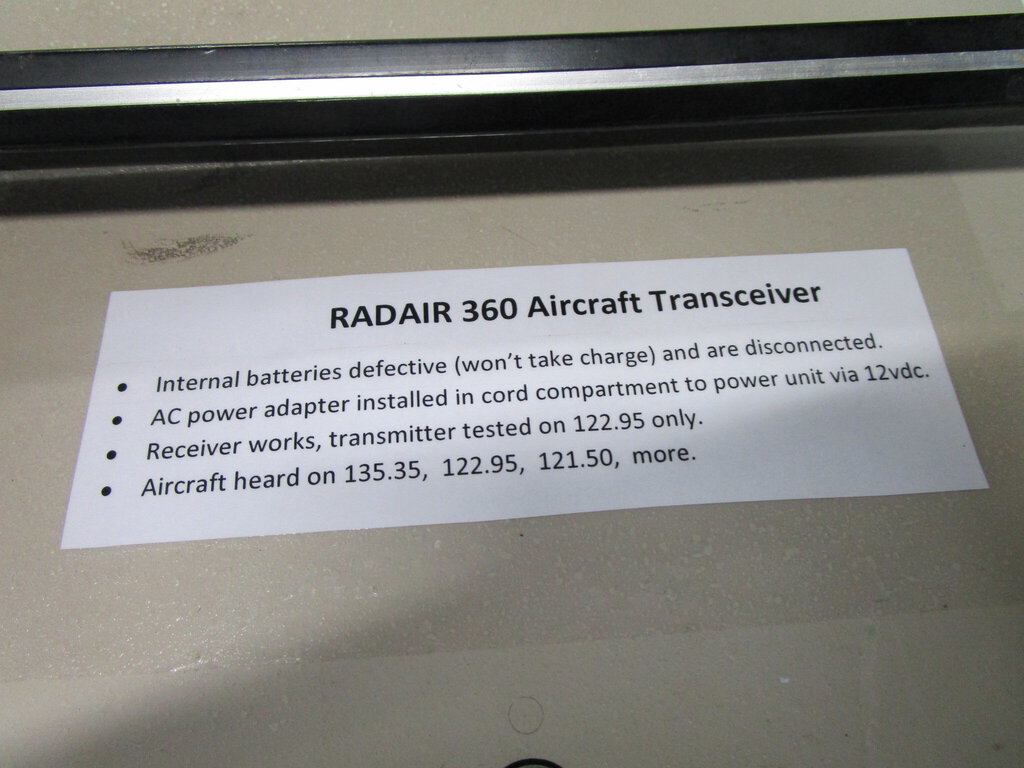 RADAIR 360 Aircraft Transceiver
• Internal batteries defective (won't take charge) and are disconnected.
• AC power adapter installed in cord compartment to power unit via 12vdc.
• Receiver works, transmitter tested on 122.95 only.
• Aircraft heard on 135.35, 122.95, 121.50, more.